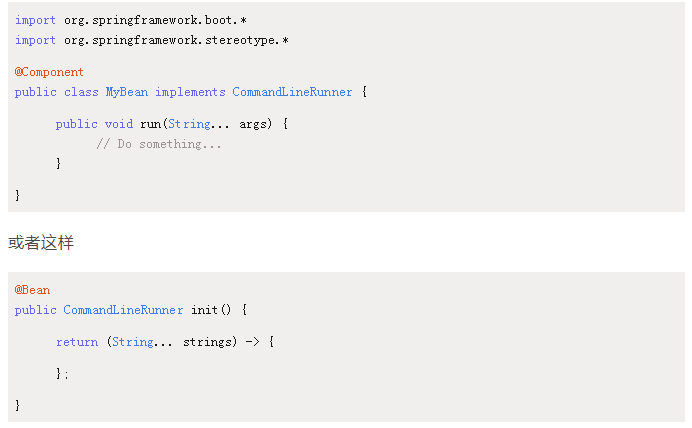 import org.springframework.boot.*
import org.springframework.stereotype.*
@Component
public class MyBean implements CommandLineRunner {
public void run(String... args) {
// Do something...
}
}
或者这样
@Bean
public CommandLineRunner init() {
return (String... strings) -> {
};
}